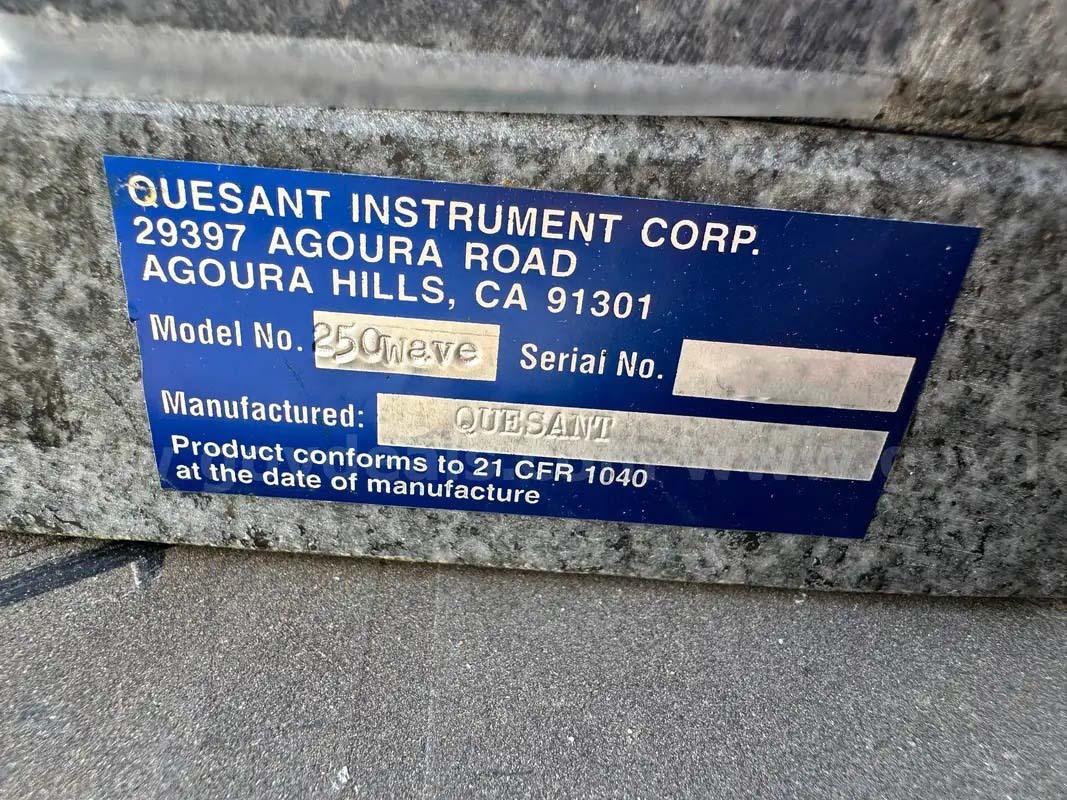 QUESANT INSTRUMENT CORP.
29397 AGOURA ROAD
AGOURA HILLS, CA 91301
Model No. 250Wave Serial No.
Manufactured: QUESANT
Product conforms to 21 CFR 1040
at the date of manufacture